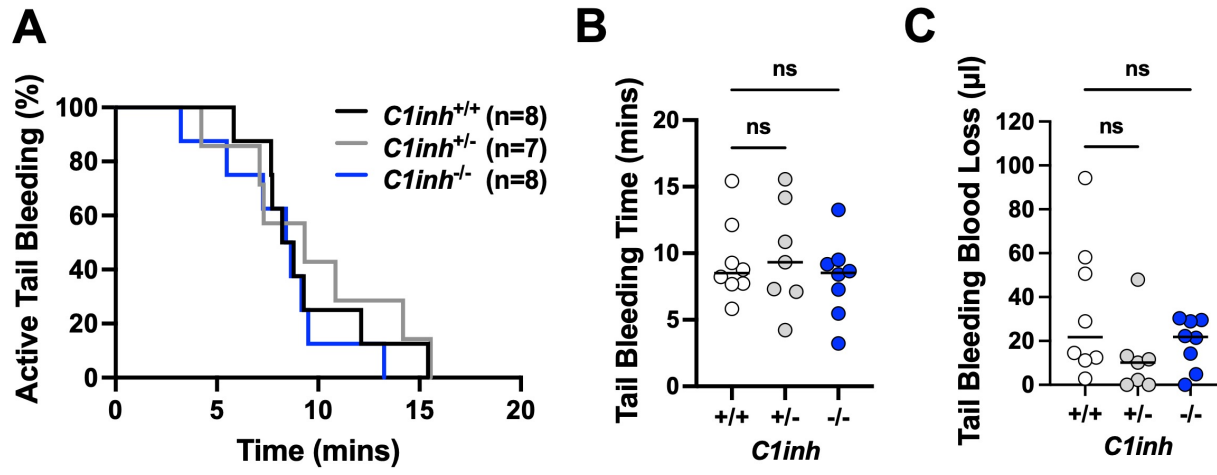 A
Active Tail Bleeding (%)
100
80
60
40
20
0
0 5 10 15 20
Time (mins)
C1inh+/+ (n=8)
C1inh+/- (n=7)
C1inh-/- (n=8)
B
Tail Bleeding Time (mins)
20
15
10
5
0
ns
ns
+/+ +/- -/-
C1inh
C
Tail Bleeding Blood Loss (µl)
120
100
80
60
40
20
0
ns
ns
+/+ +/- -/-
C1inh